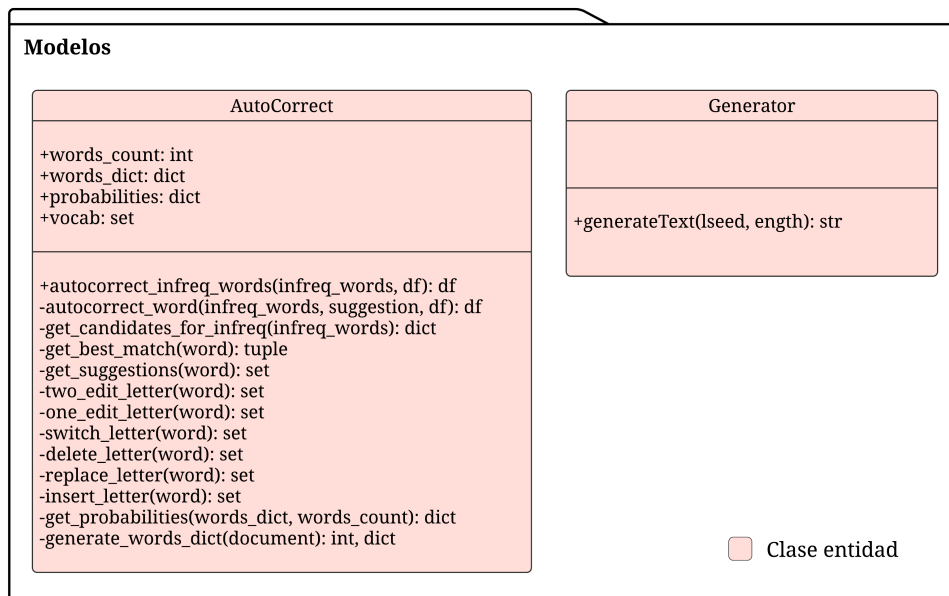 Modelos
AutoCorrect
+words_count: int
+words_dict: dict
+probabilities: dict
+vocab: set
+autocorrect_infreq_words(infreq_words, df): df
-autocorrect_word(infreq_words, suggestion, df): df
-get_candidates_for_infreq(infreq_words): dict
-get_best_match(word): tuple
-get_suggestions(word): set
-two_edit_letter(word): set
-one_edit_letter(word): set
-switch_letter(word): set
-delete_letter(word): set
-replace_letter(word): set
-insert_letter(word): set
-get_probabilities(words_dict, words_count): dict
-generate_words_dict(document): int, dict
Generator
+generateText(lseed, ength): str
Clase entidad